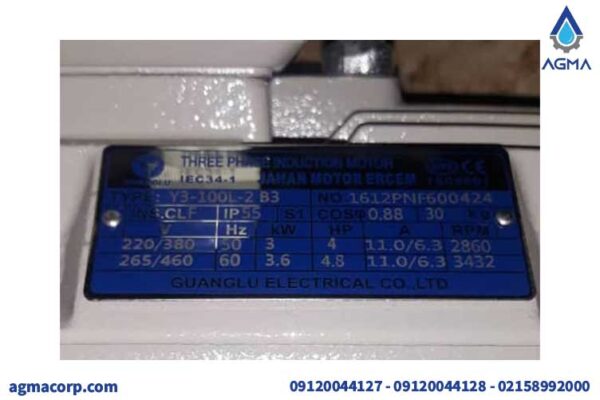 AGMA
THREE PHASE INDUCTION MOTOR
IEC34-1 JAHAN MOTOR ERCEM
TYPE: Y3-100L-2 B3 NO 1612PNF600424
INS.CLF IP55 S1 COSφ 0.88 30 Kg
V Hz kW HP A RPM
220/380 50 3 4 11.0/6.3 2860
265/460 60 3.6 4.8 11.0/6.3 3432
GUANGLU ELECTRICAL CO.,LTD.
agmacorp.com 09120044127 - 09120044128 - 02158992000